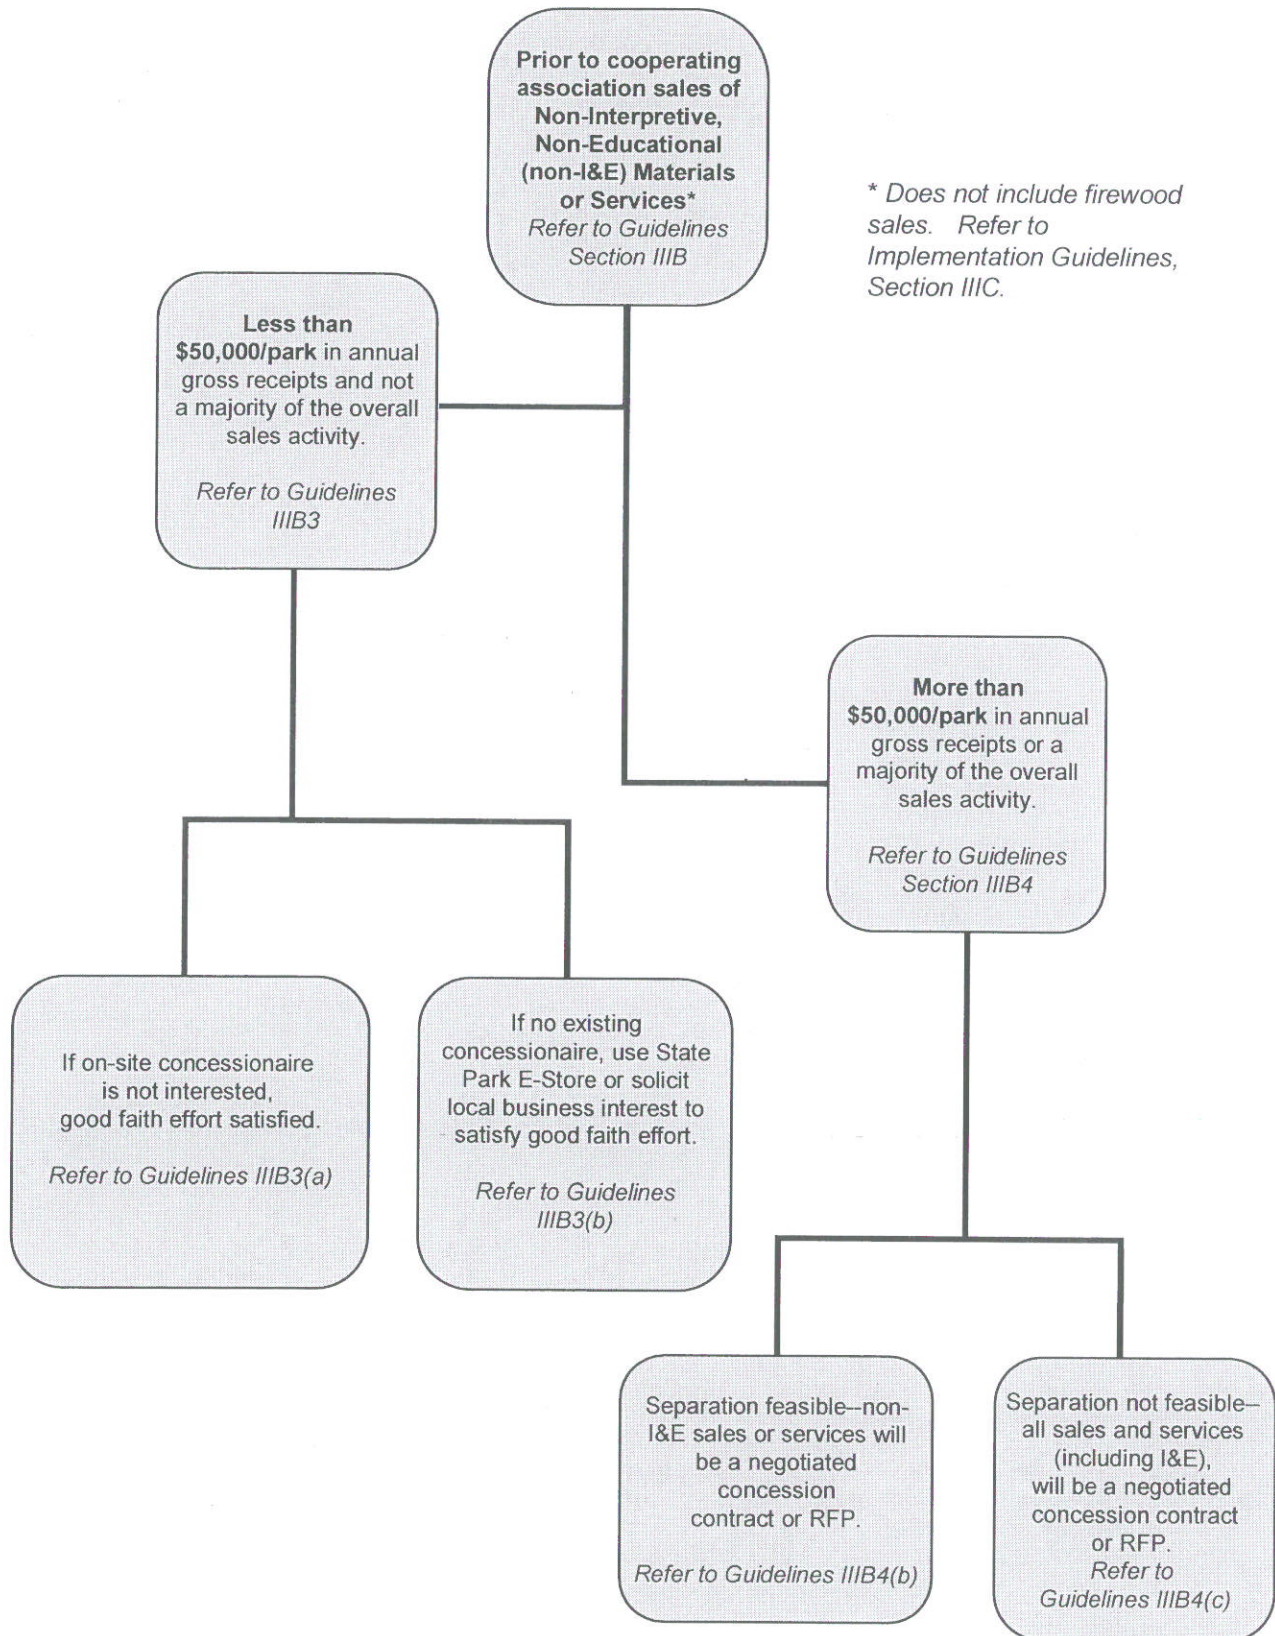 Prior to cooperating
association sales of
Non-Interpretive,
Non-Educational
(non-I&E) Materials
or Services*
Refer to Guidelines
Section IIIB
* Does not include firewood
sales. Refer to
Implementation Guidelines,
Section IIIC.
Less than
$50,000/park in annual
gross receipts and not
a majority of the overall
sales activity.
Refer to Guidelines
IIIB3
More than
$50,000/park in annual
gross receipts or a
majority of the overall
sales activity.
Refer to Guidelines
Section IIIB4
If on-site concessionaire
is not interested,
good faith effort satisfied.
Refer to Guidelines IIIB3(a)
If no existing
concessionaire, use State
Park E-Store or solicit
local business interest to
satisfy good faith effort.
Refer to Guidelines
IIIB3(b)
Separation feasible--non-
I&E sales or services will
be a negotiated
concession
contract or RFP.
Refer to Guidelines IIIB4(b)
Separation not feasible--
all sales and services
(including I&E),
will be a negotiated
concession contract
or RFP.
Refer to
Guidelines IIIB4(c)